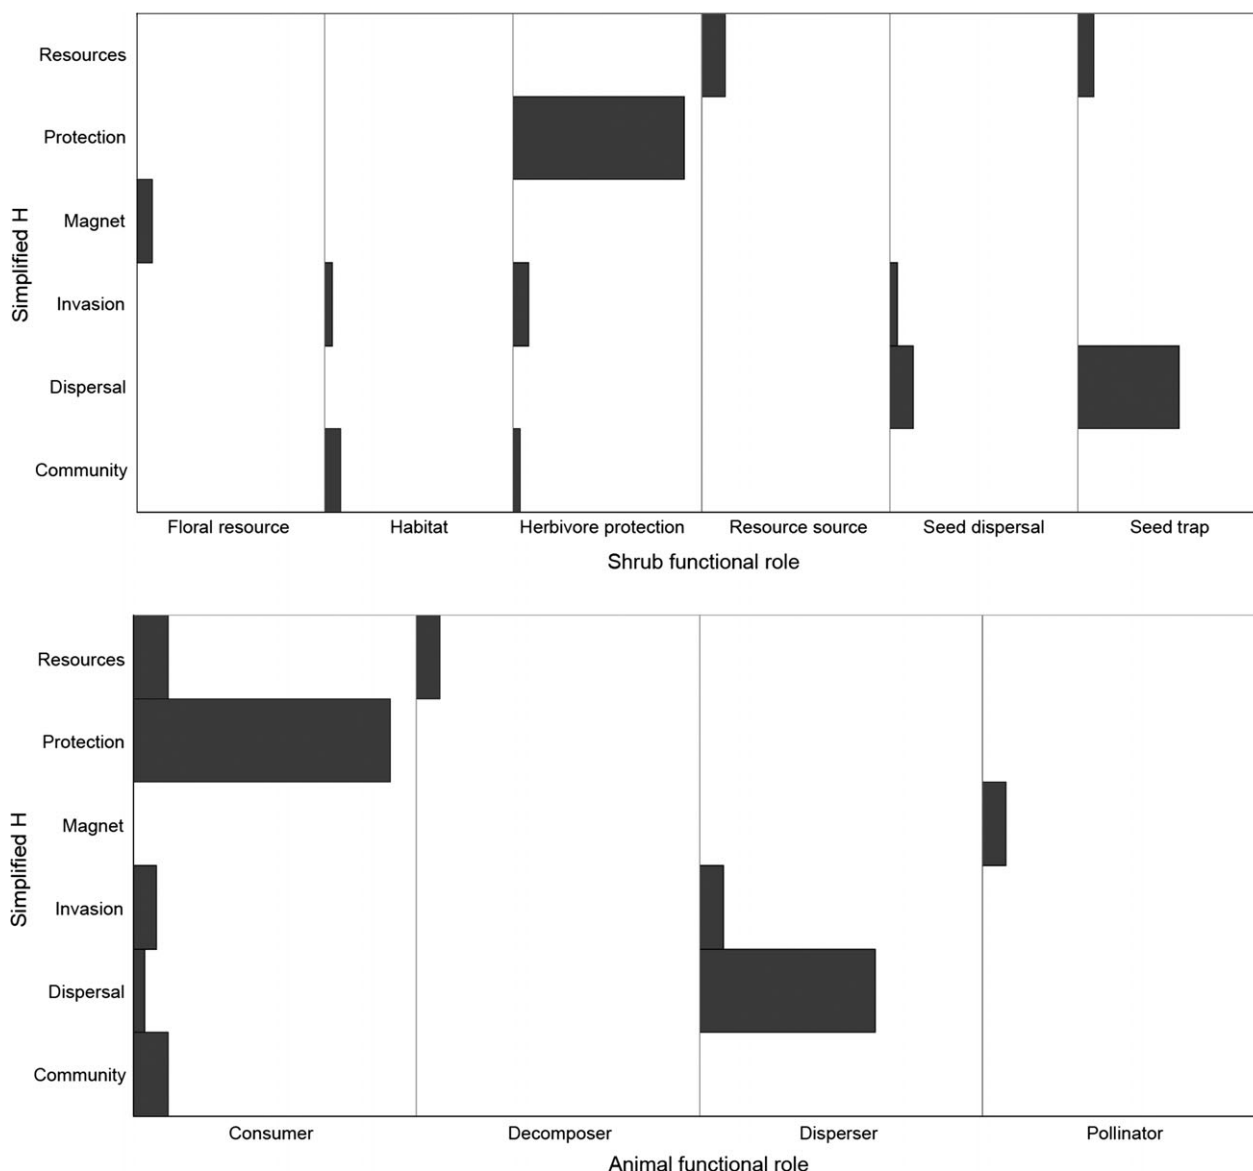 Resources
Protection
Magnet
Invasion
Dispersal
Community
Simplified H
Floral resource
Habitat
Herbivore protection
Resource source
Seed dispersal
Seed trap
Shrub functional role
Resources
Protection
Magnet
Invasion
Dispersal
Community
Simplified H
Consumer
Decomposer
Disperser
Pollinator
Animal functional role